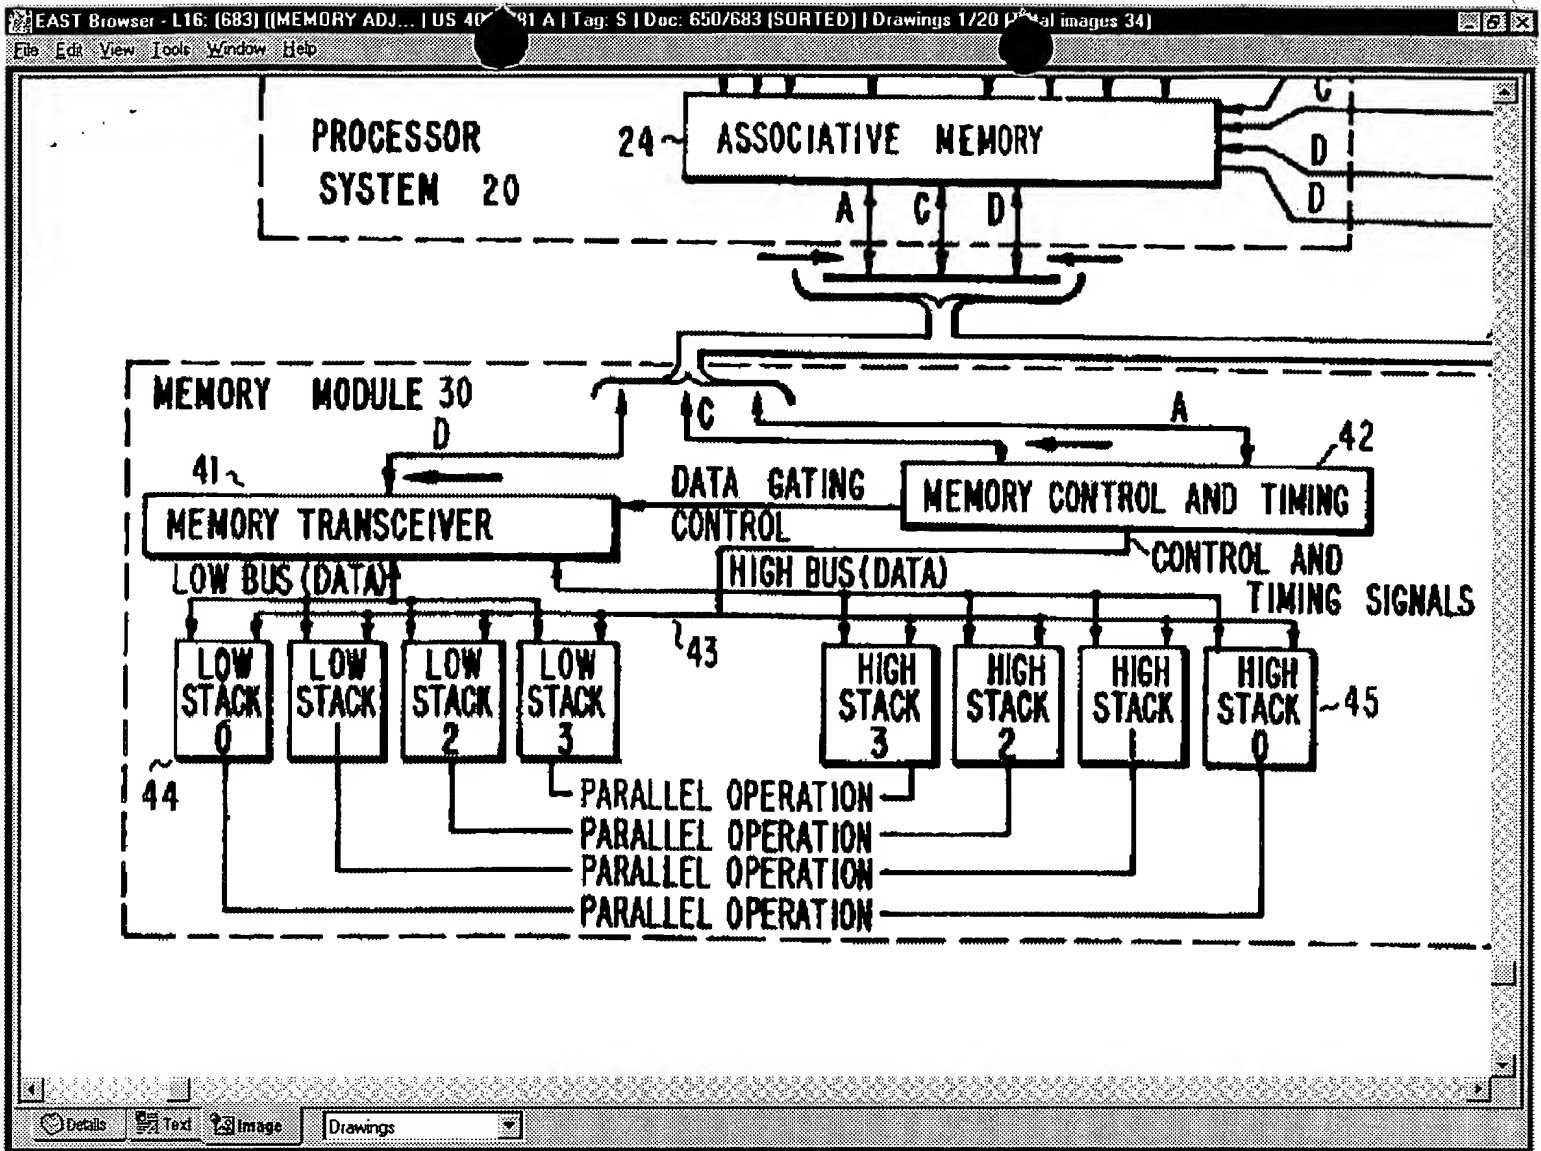 EAST Browser - L16: (683) ((MEMORY ADJ... | US 40 81 A | Tag: S | Doc: 650/683 (SORTED) | Drawings 1/20 al images 34)
File Edit View Tools Window Help
C
PROCESSOR
SYSTEM 20
24
ASSOCIATIVE MEMORY
D
D
A C D
MEMORY MODULE 30
D
C
A
41
42
MEMORY TRANSCEIVER
DATA GATING
CONTROL
MEMORY CONTROL AND TIMING
LOW BUS (DATA)
HIGH BUS (DATA)
CONTROL AND
TIMING SIGNALS
43
LOW STACK 0
LOW STACK
LOW STACK 2
LOW STACK 3
HIGH STACK 3
HIGH STACK 2
HIGH STACK
HIGH STACK 0
45
44
PARALLEL OPERATION
PARALLEL OPERATION
PARALLEL OPERATION
PARALLEL OPERATION
Details Text Image Drawings